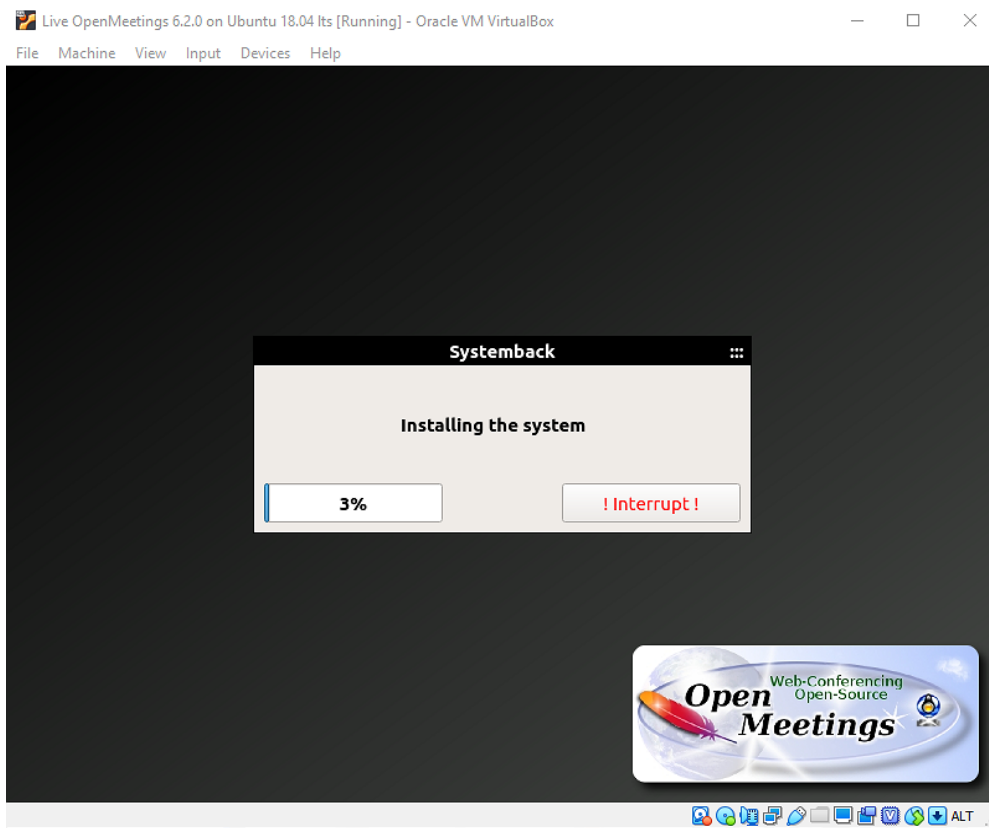 Live OpenMeetings 6.2.0 on Ubuntu 18.04 lts [Running] - Oracle VM VirtualBox
File Machine View Input Devices Help
Systemback
Installing the system
3% ! Interrupt !
Web-Conferencing
Open-Source
Open
Meetings
ALT